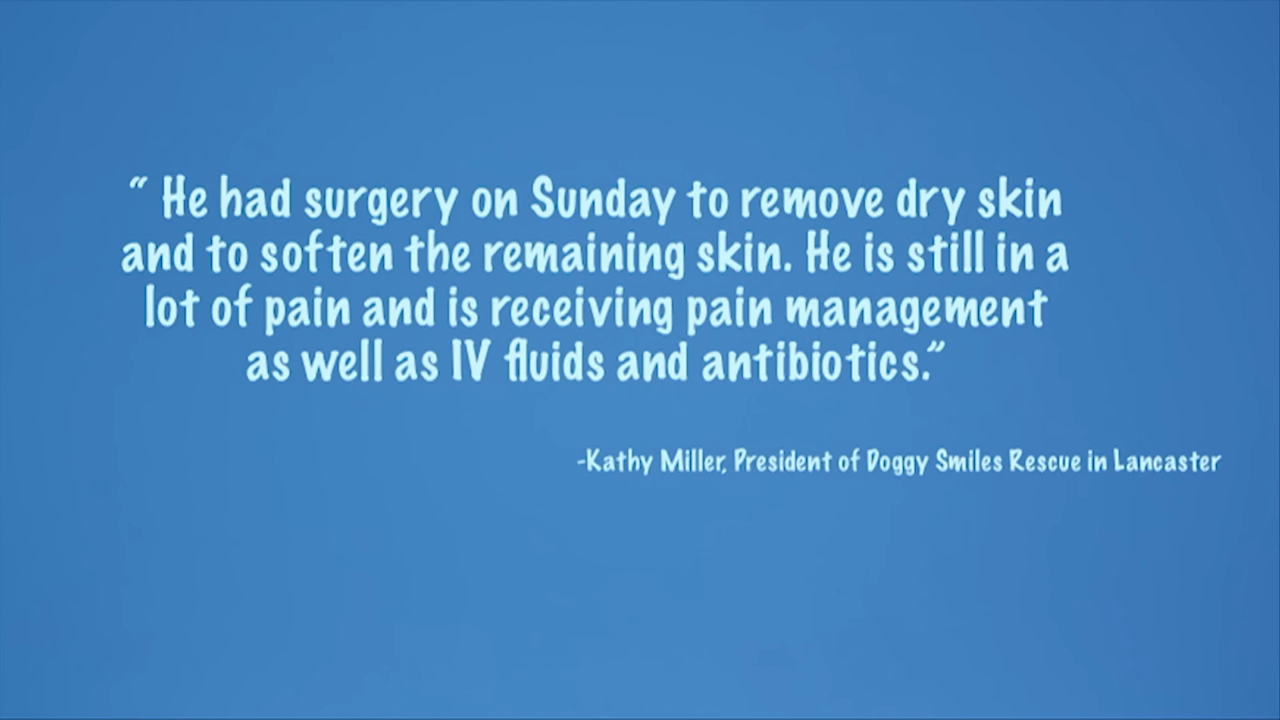 “ He had surgery on Sunday to remove dry skin
and to soften the remaining skin. He is still in a
lot of pain and is receiving pain management
as well as IV fluids and antibiotics.”
-Kathy Miller, President of Doggy Smiles Rescue in Lancaster